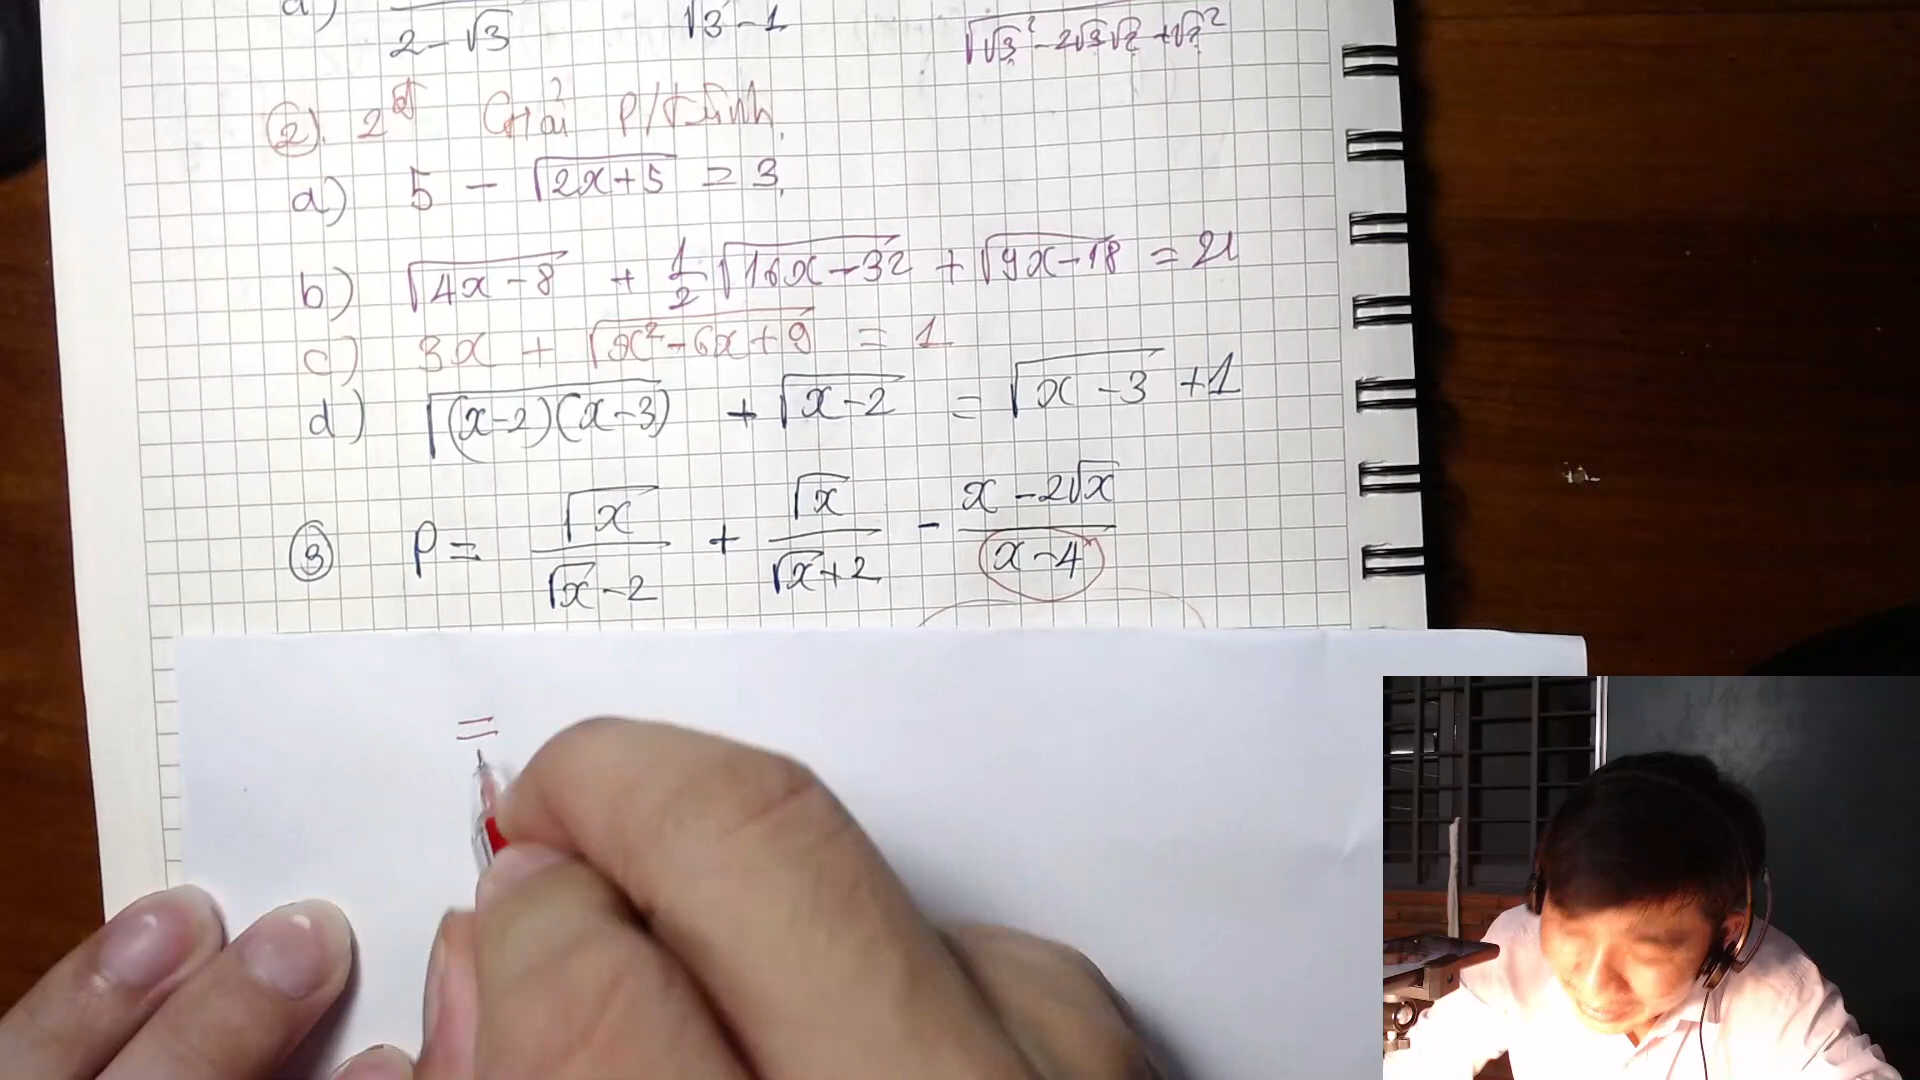 d) 2-√3 √3-1 √(√3² - 2√3√2 + √2²)
②. 2đ Giải P/trình.
a) 5 - √(2x+5) = 3.
b) √(4x-8) + 1/2 √(16x-32) + √(9x-18) = 21
c) 3x + √(9x²-6x+9) = 1
d) √((x-2)(x-3)) + √(x-2) = √(x-3) + 1
③ P = √x/(√x-2) + √x/(√x+2) - (x-2√x)/(x-4)
=